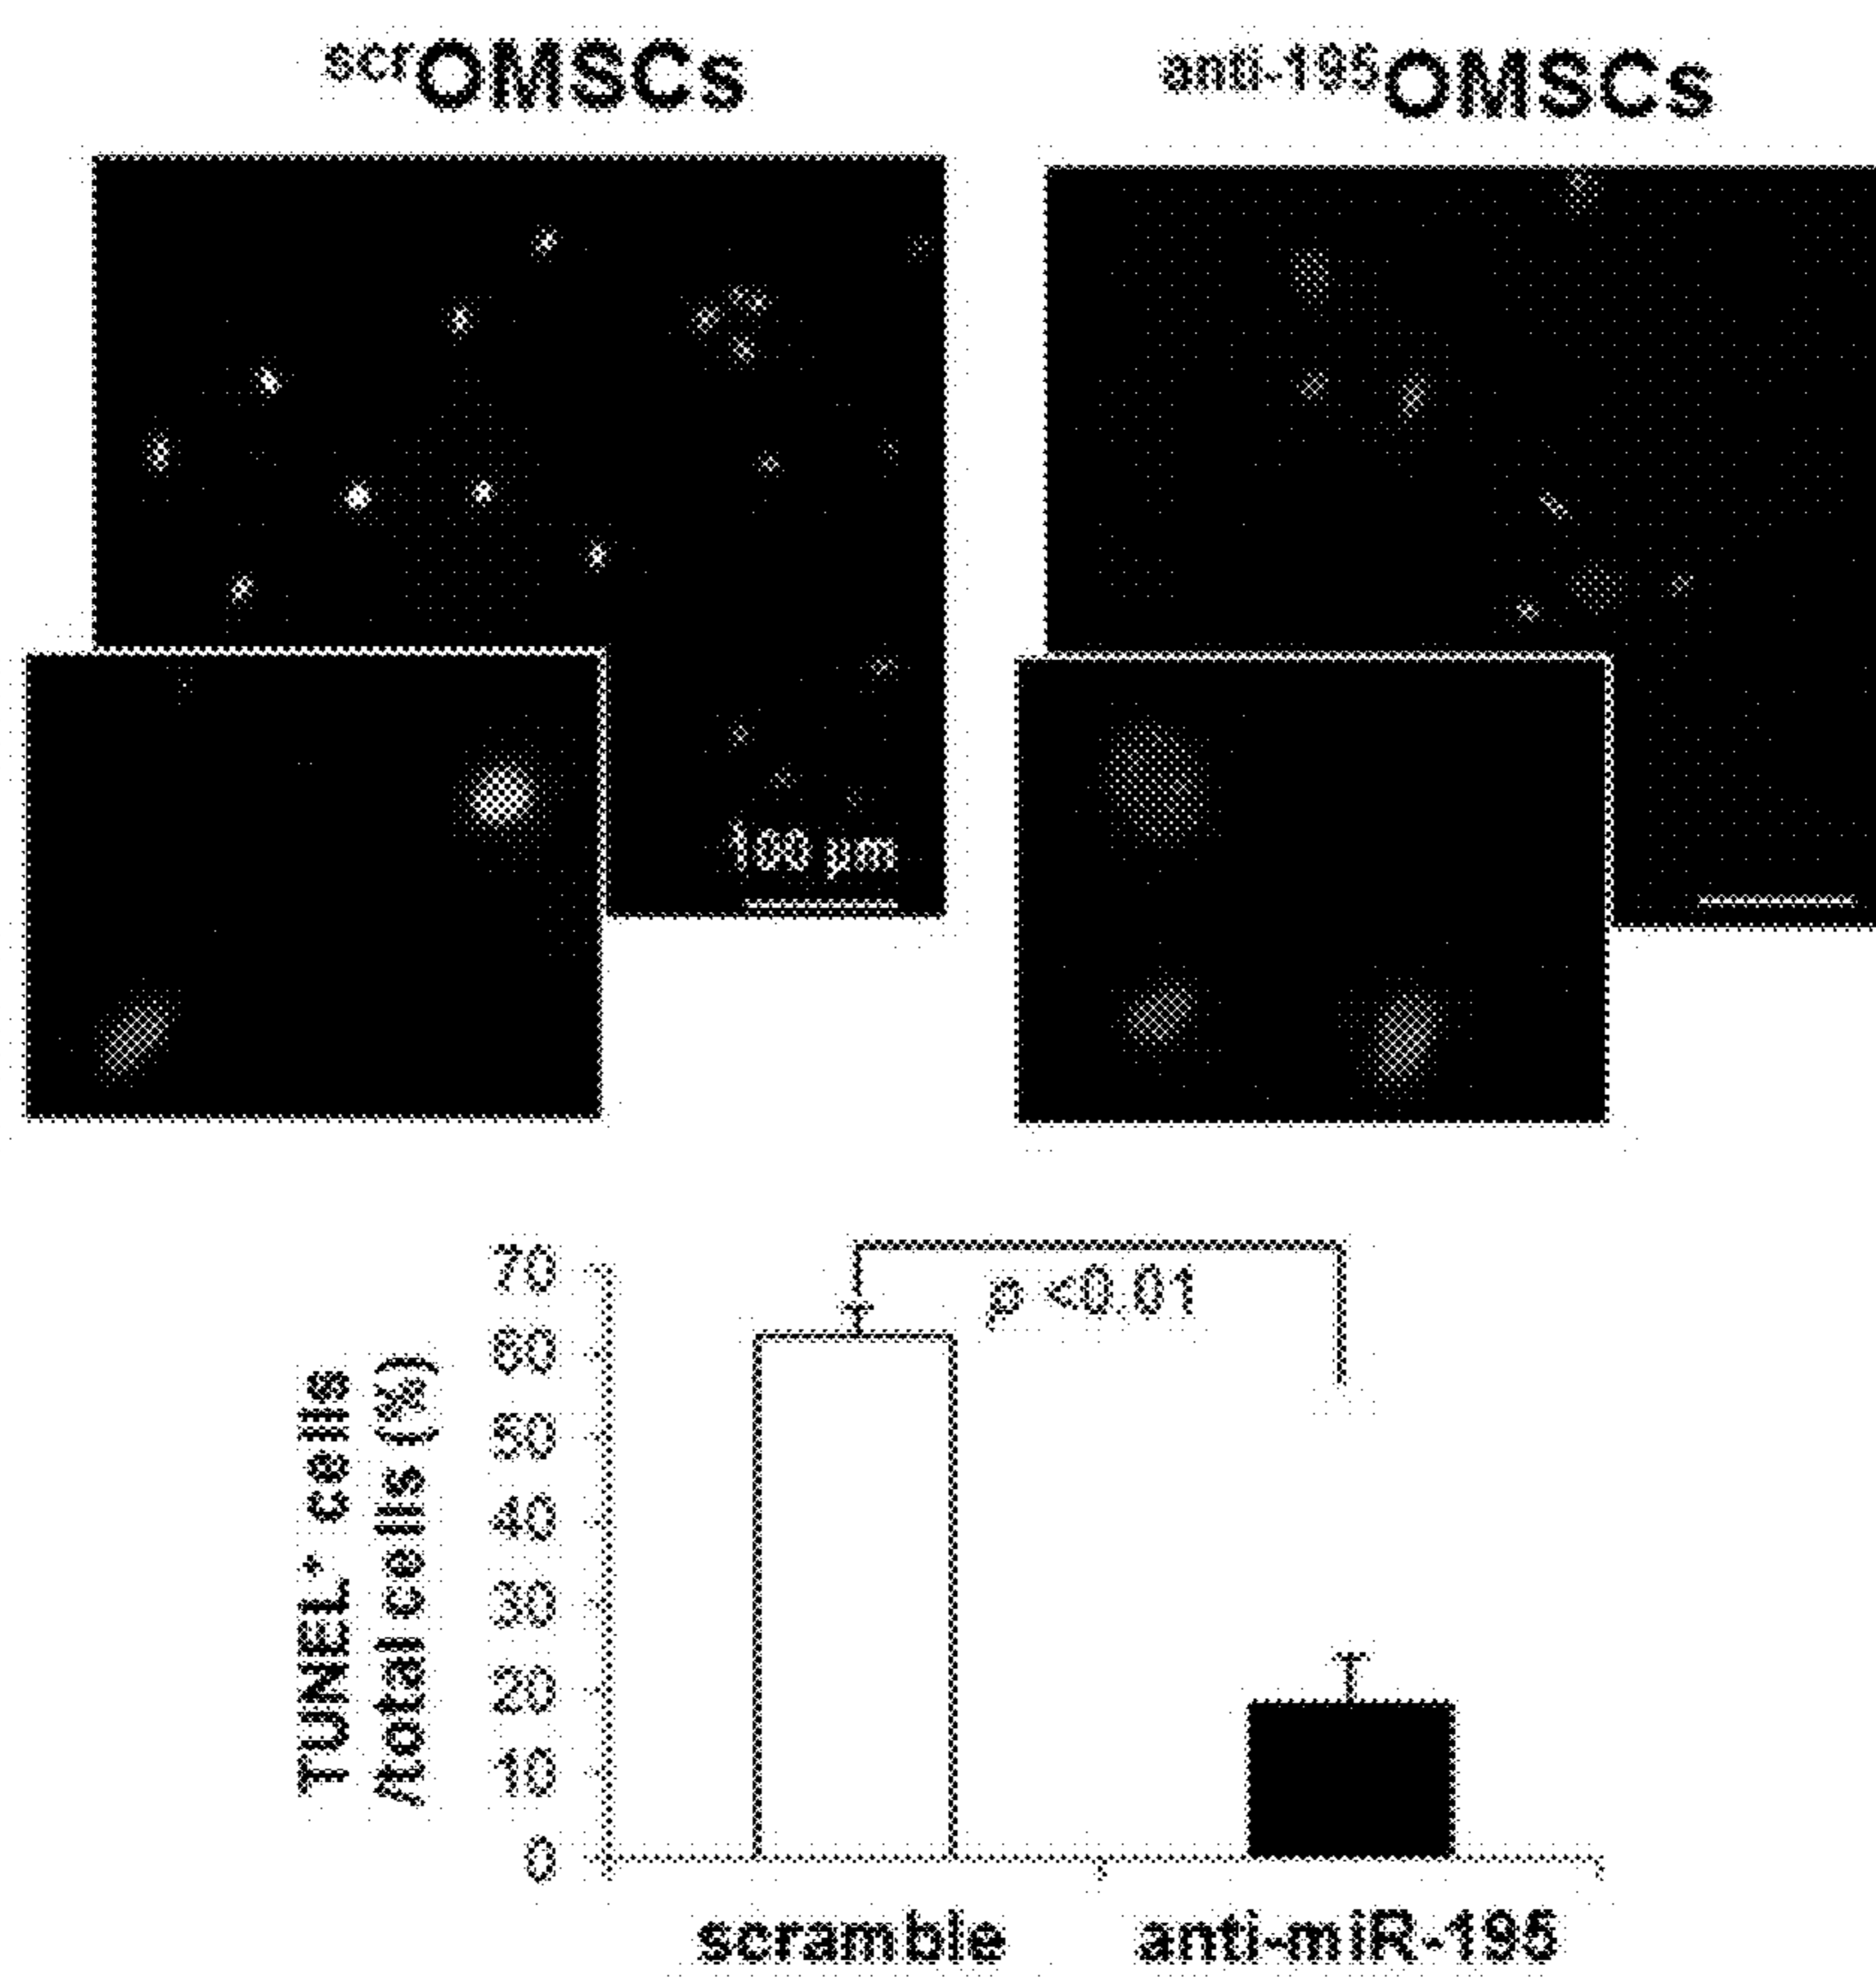 scrOMSCs
anti-195OMSCs
100 µm
70
p <0.01
60
50
40
30
20
10
0
TUNEL+ cells
/total cells (%)
scramble
anti-miR-195